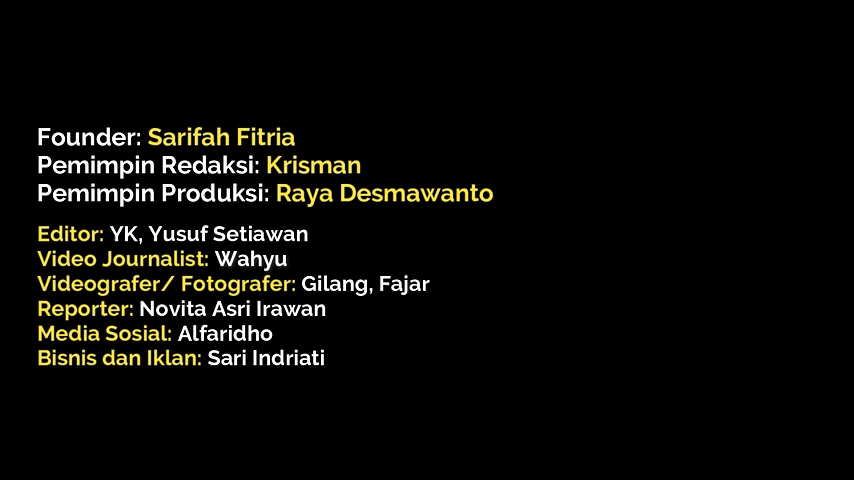 Founder: Sarifah Fitria
Pemimpin Redaksi: Krisman
Pemimpin Produksi: Raya Desmawanto
Editor: YK, Yusuf Setiawan
Video Journalist: Wahyu
Videografer/ Fotografer: Gilang, Fajar
Reporter: Novita Asri Irawan
Media Sosial: Alfaridho
Bisnis dan Iklan: Sari Indriati